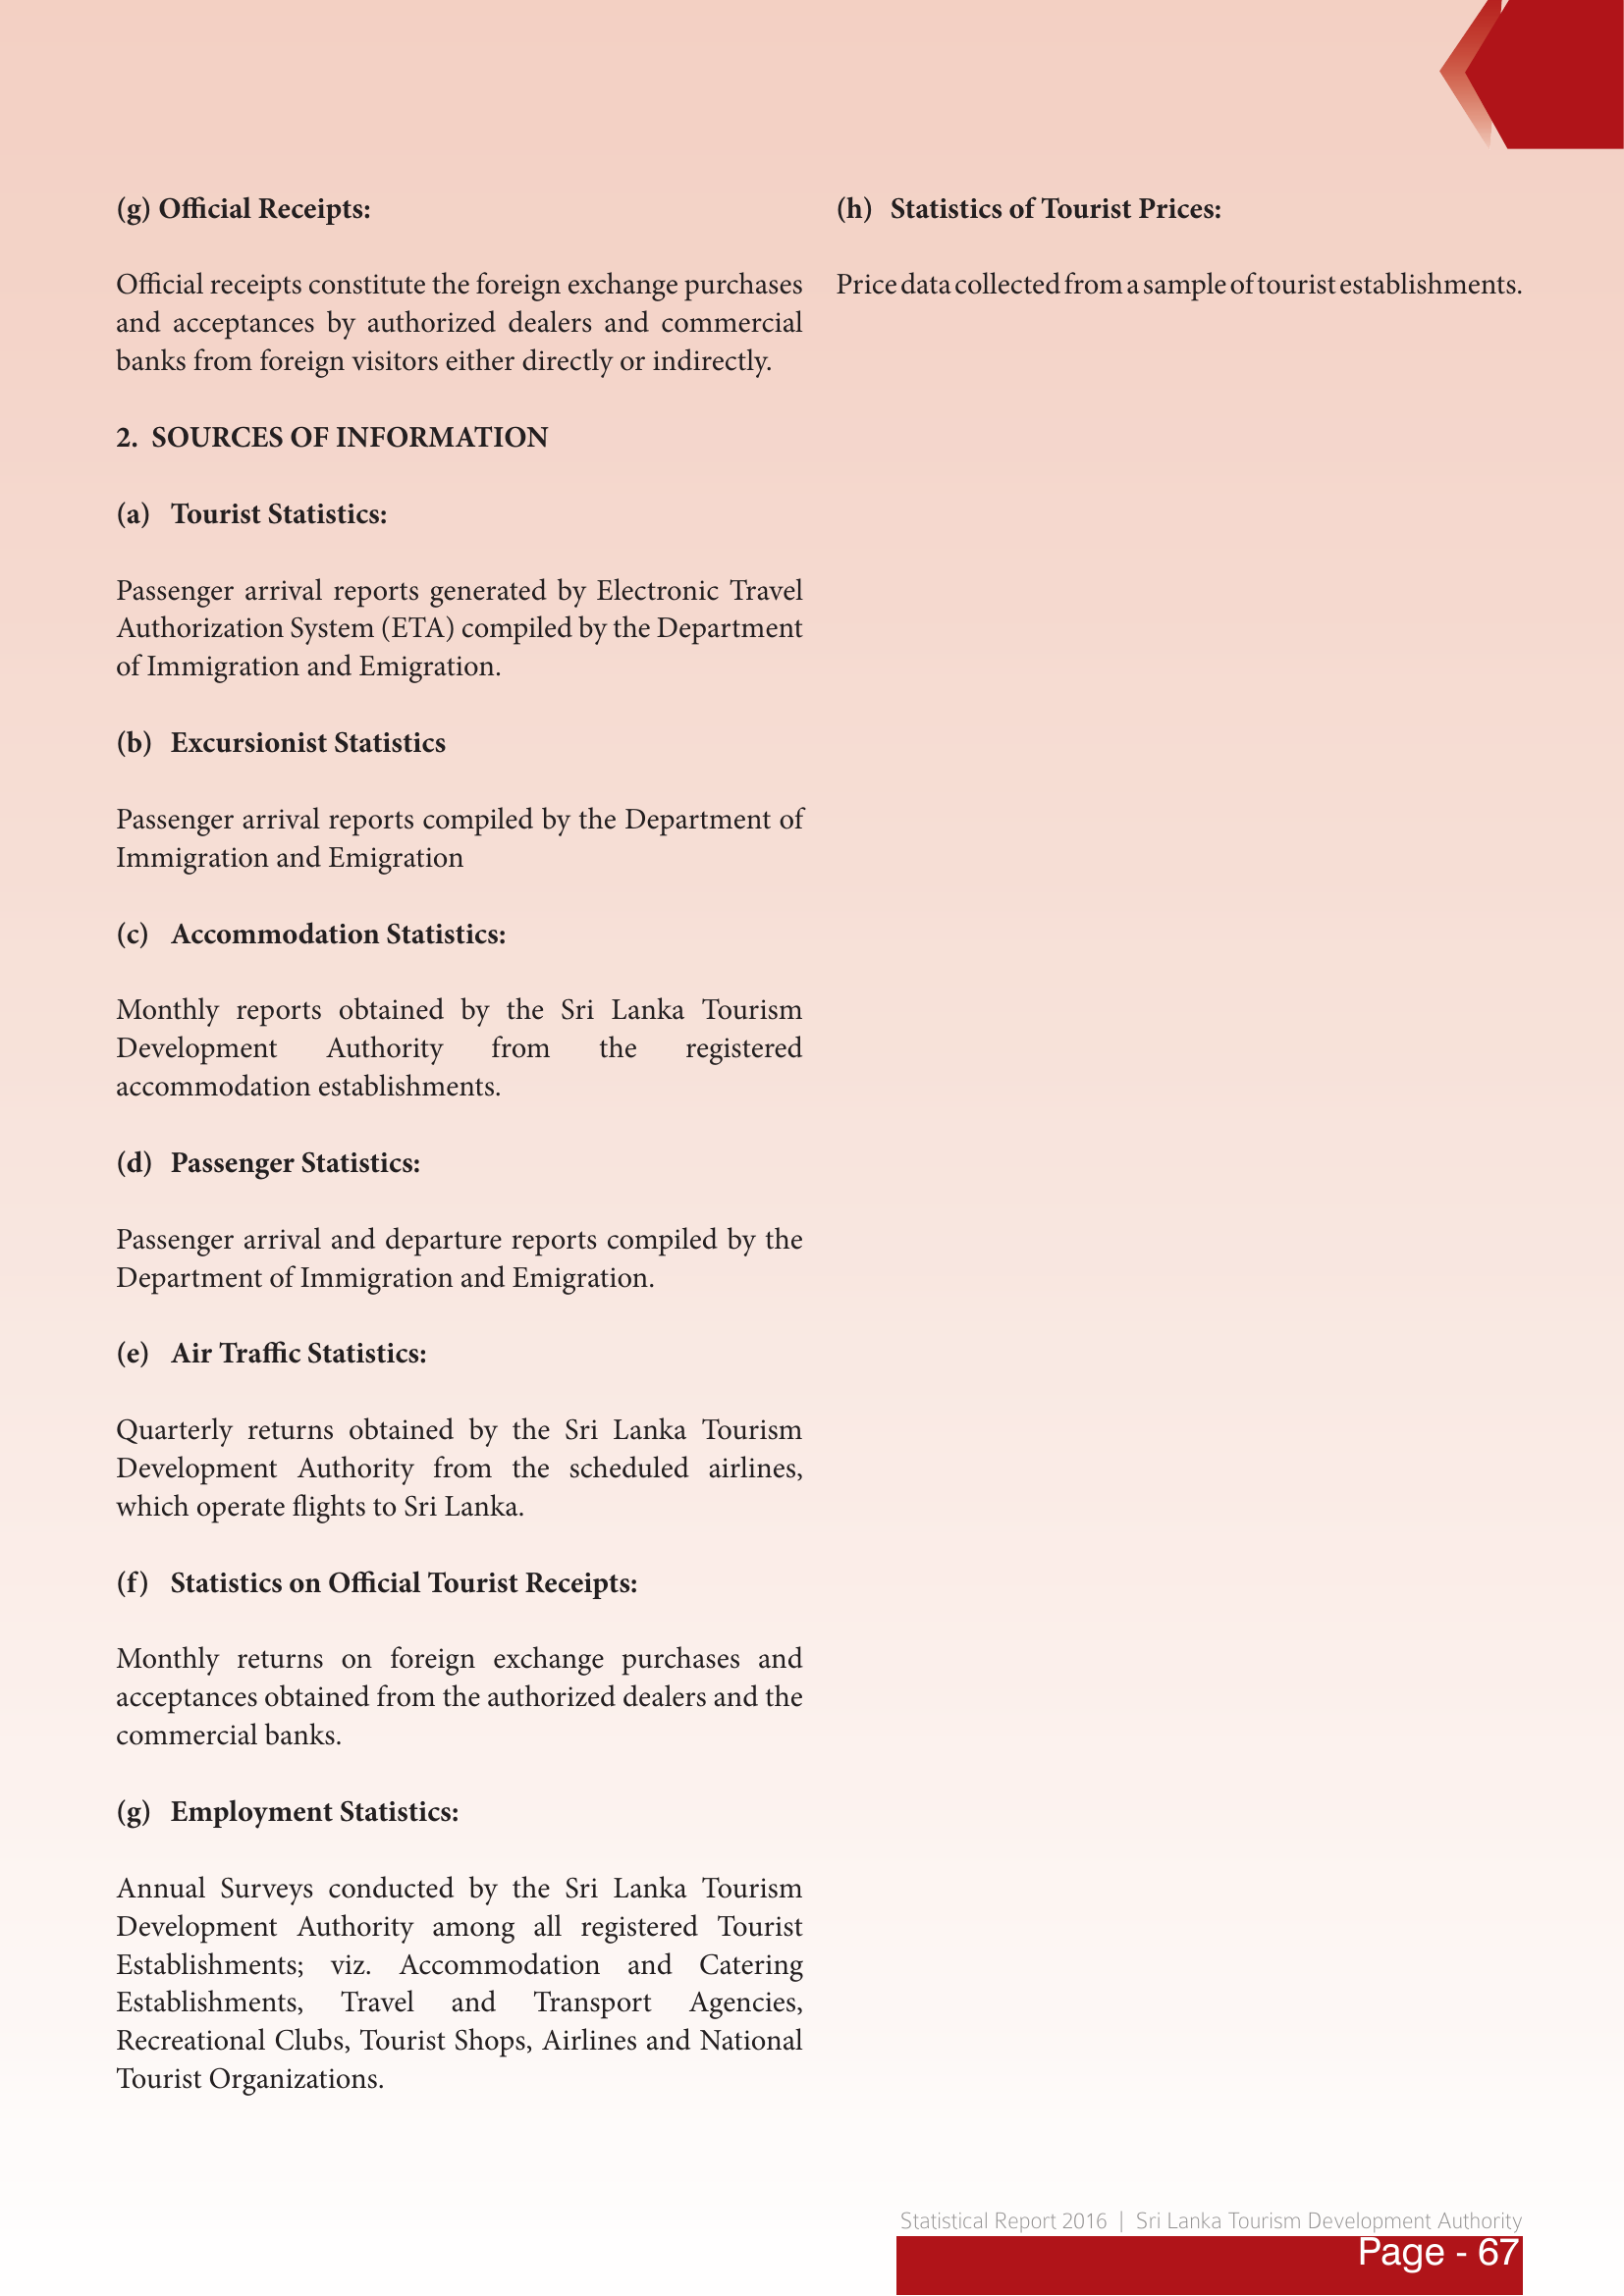 (g) Official Receipts:
Official receipts constitute the foreign exchange purchases
and acceptances by authorized dealers and commercial
banks from foreign visitors either directly or indirectly.
2. SOURCES OF INFORMATION
(a) Tourist Statistics:
Passenger arrival reports generated by Electronic Travel
Authorization System (ETA) compiled by the Department
of Immigration and Emigration.
(b) Excursionist Statistics
Passenger arrival reports compiled by the Department of
Immigration and Emigration
(c) Accommodation Statistics:
Monthly reports obtained by the Sri Lanka Tourism
Development Authority from the registered
accommodation establishments.
(d) Passenger Statistics:
Passenger arrival and departure reports compiled by the
Department of Immigration and Emigration.
(e) Air Traffic Statistics:
Quarterly returns obtained by the Sri Lanka Tourism
Development Authority from the scheduled airlines,
which operate flights to Sri Lanka.
(f) Statistics on Official Tourist Receipts:
Monthly returns on foreign exchange purchases and
acceptances obtained from the authorized dealers and the
commercial banks.
(g) Employment Statistics:
Annual Surveys conducted by the Sri Lanka Tourism
Development Authority among all registered Tourist
Establishments; viz. Accommodation and Catering
Establishments, Travel and Transport Agencies,
Recreational Clubs, Tourist Shops, Airlines and National
Tourist Organizations.
(h) Statistics of Tourist Prices:
Price data collected from a sample of tourist establishments.
Statistical Report 2016 | Sri Lanka Tourism Development Authority
Page - 67